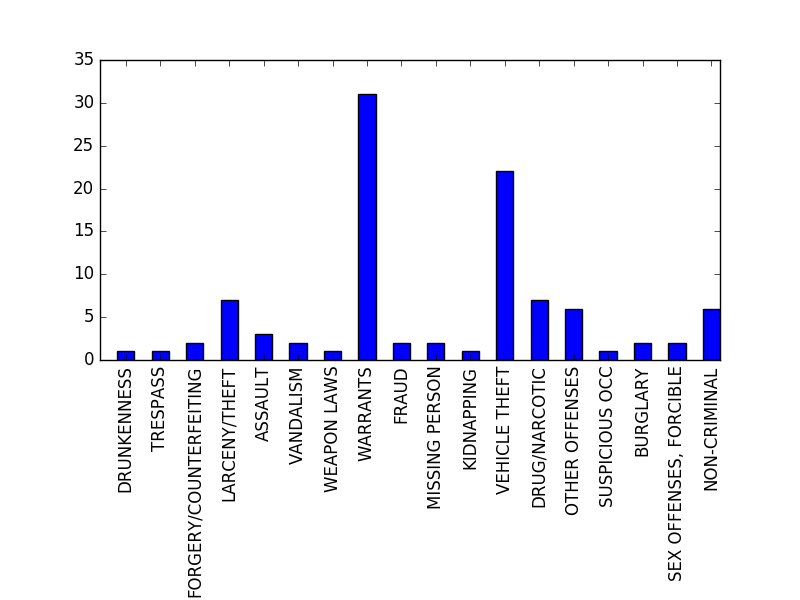 35
30
25
20
15
10
5
0
DRUNKENNESS
TRESPASS
FORGERY/COUNTERFEITING
LARCENY/THEFT
ASSAULT
VANDALISM
WEAPON LAWS
WARRANTS
FRAUD
MISSING PERSON
KIDNAPPING
VEHICLE THEFT
DRUG/NARCOTIC
OTHER OFFENSES
SUSPICIOUS OCC
BURGLARY
SEX OFFENSES, FORCIBLE
NON-CRIMINAL